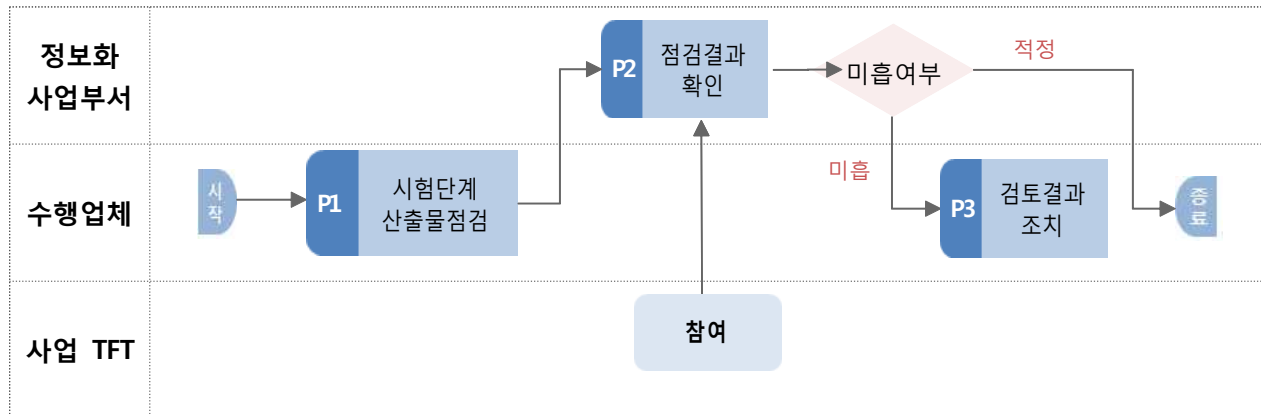 정보화
사업부서
P2
점검결과
확인
미흡여부
적정
수행업체
시
작
P1
시험단계
산출물점검
미흡
P3
검토결과
조치
종
료
사업 TFT
참여